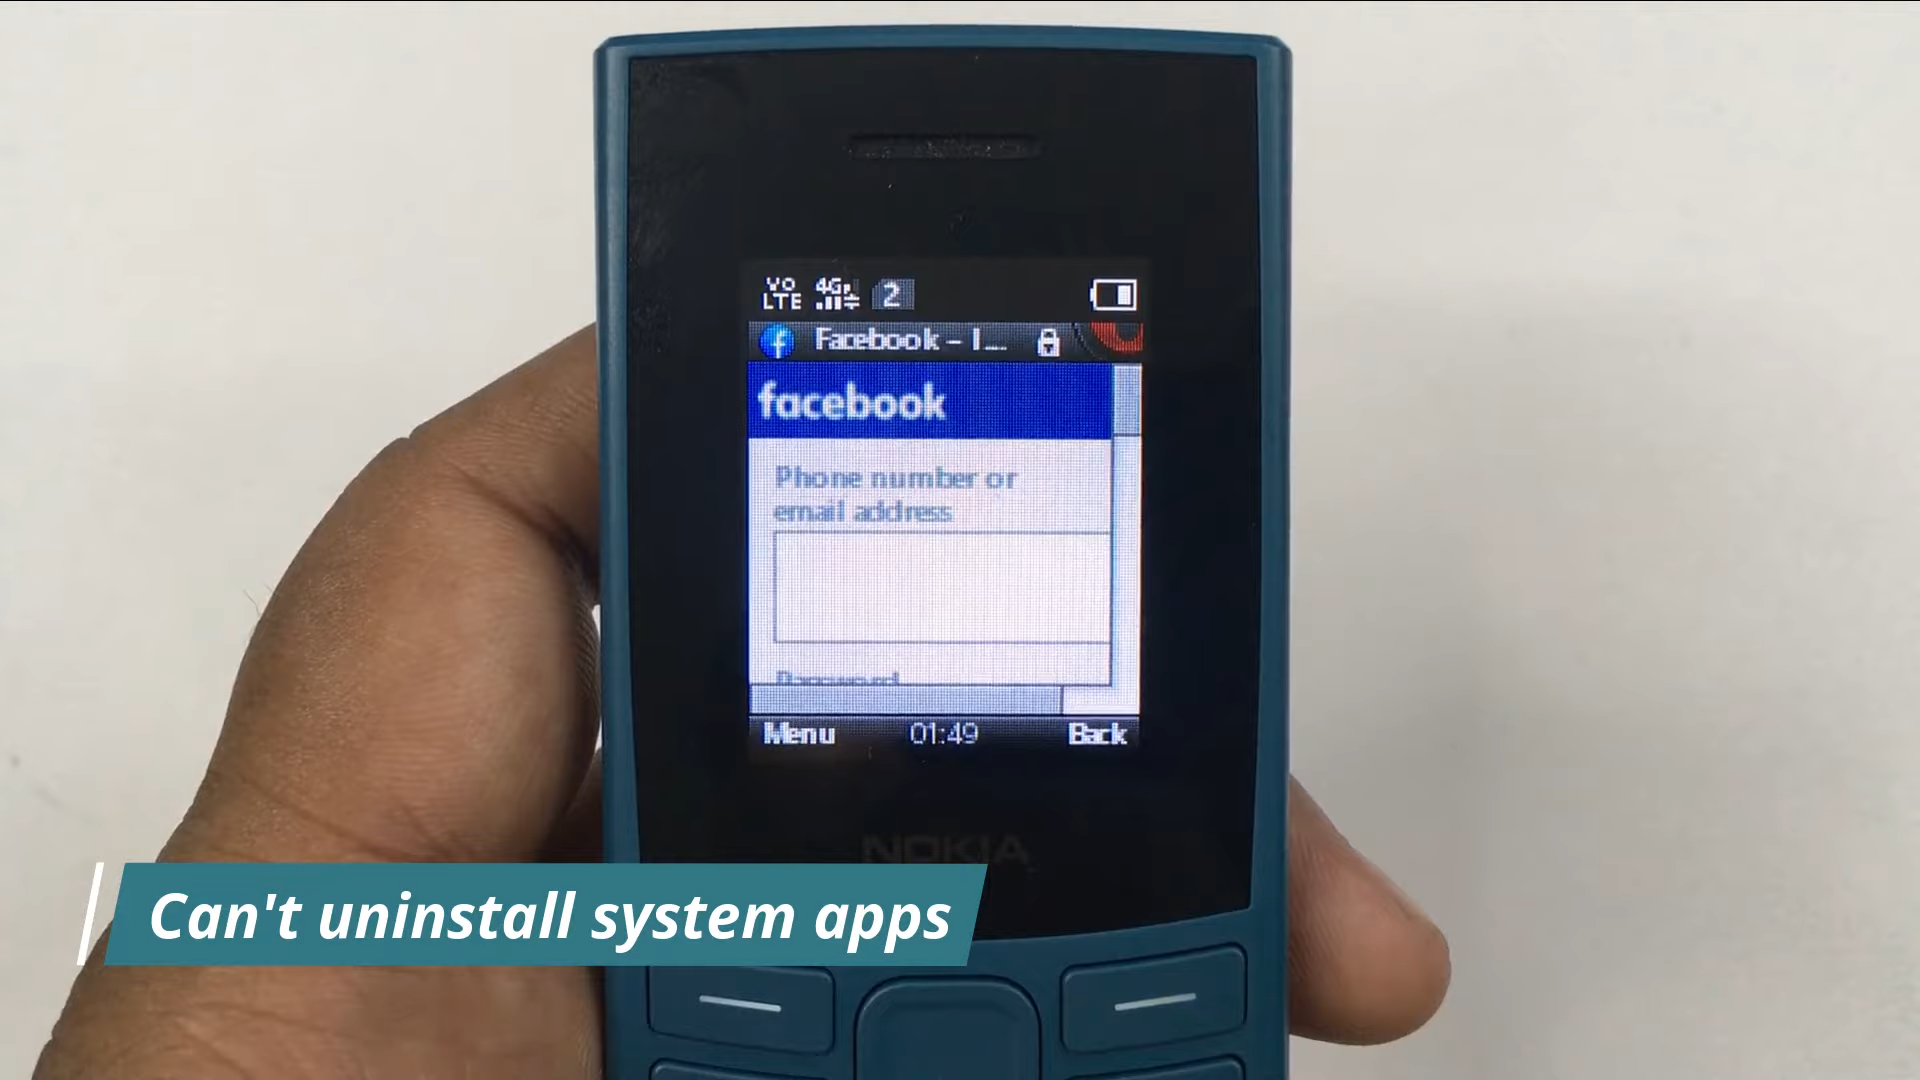 VO
LTE
4G
2
Facebook – I...
facebook
Phone number or
email address
Password
Menu
01:49
Back
NOKIA
Can't uninstall system apps